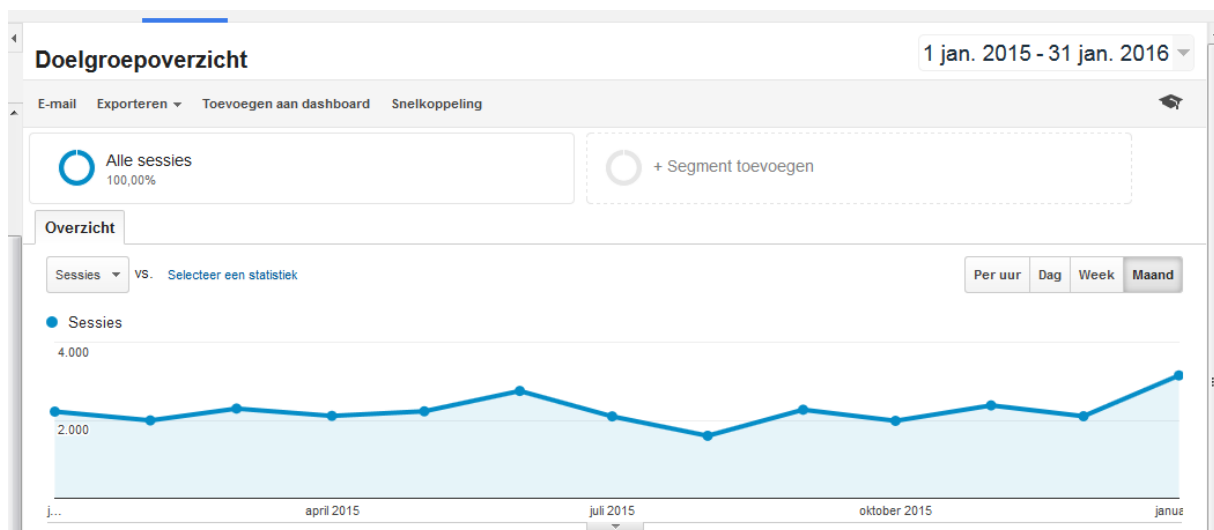 Doelgroepoverzicht
1 jan. 2015 - 31 jan. 2016
E-mail Exporteren Toevoegen aan dashboard Snelkoppeling
Alle sessies
100,00%
+ Segment toevoegen
Overzicht
Sessies VS. Selecteer een statistiek
Per uur Dag Week Maand
Sessies
4.000
2.000
j... april 2015 juli 2015 oktober 2015 janua